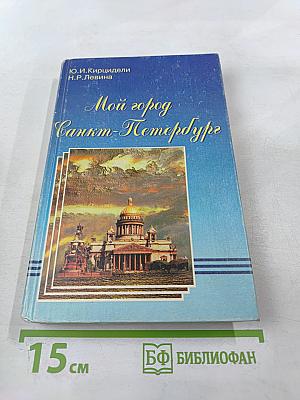 Ю.И.Кирцидели
Н.Р.Левина
Мой город
Санкт-Петербург
15 см
БФ БИБЛИОФАН